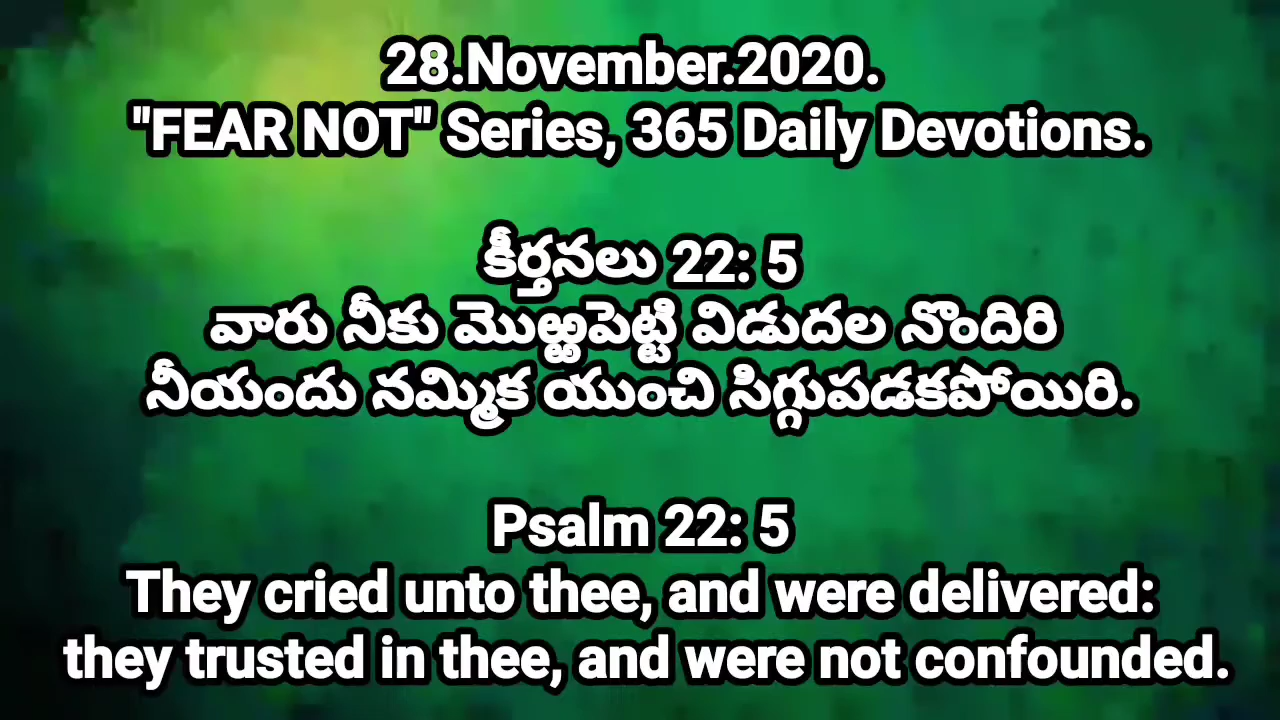 28.November.2020.
"FEAR NOT" Series, 365 Daily Devotions.
కీర్తనలు 22: 5
వారు నీకు మొఱ్ఱపెట్టి విడుదల నొందిరి
నీయందు నమ్మిక యుంచి సిగ్గుపడకపోయిరి.
Psalm 22: 5
They cried unto thee, and were delivered:
they trusted in thee, and were not confounded.